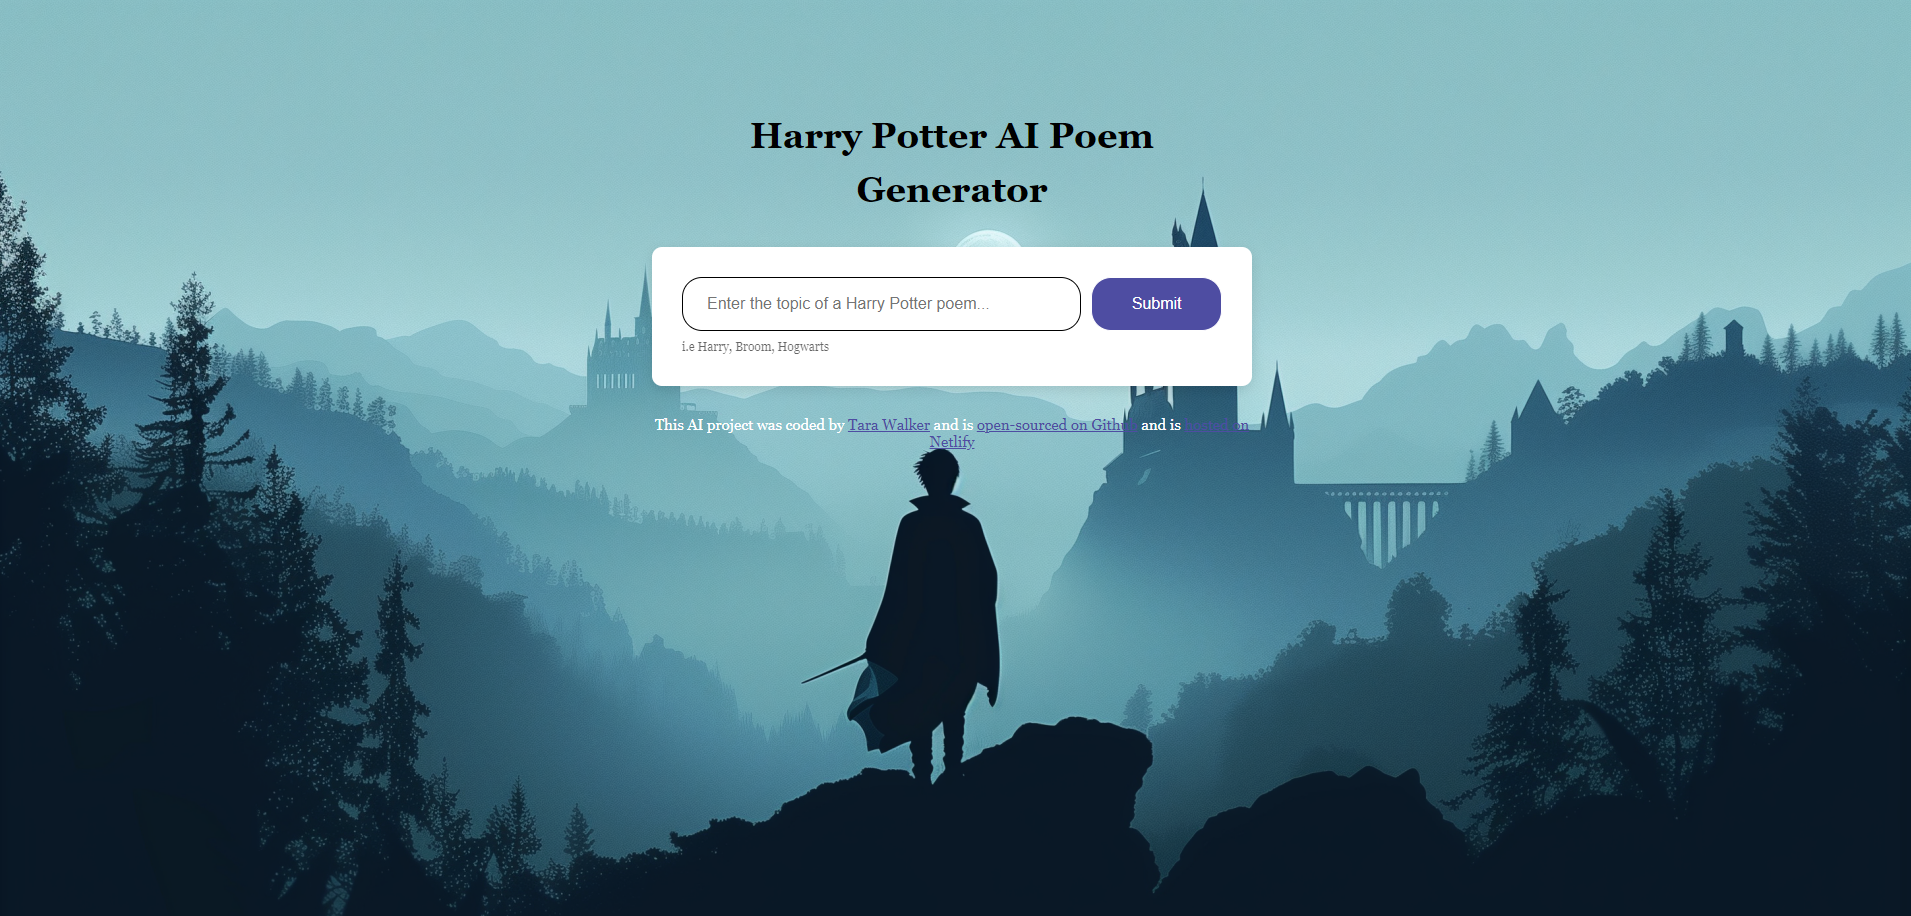 Harry Potter AI Poem
Generator
Enter the topic of a Harry Potter poem...
Submit
i.e Harry, Broom, Hogwarts
This AI project was coded by Tara Walker and is open-sourced on Github and is hosted on
Netlify